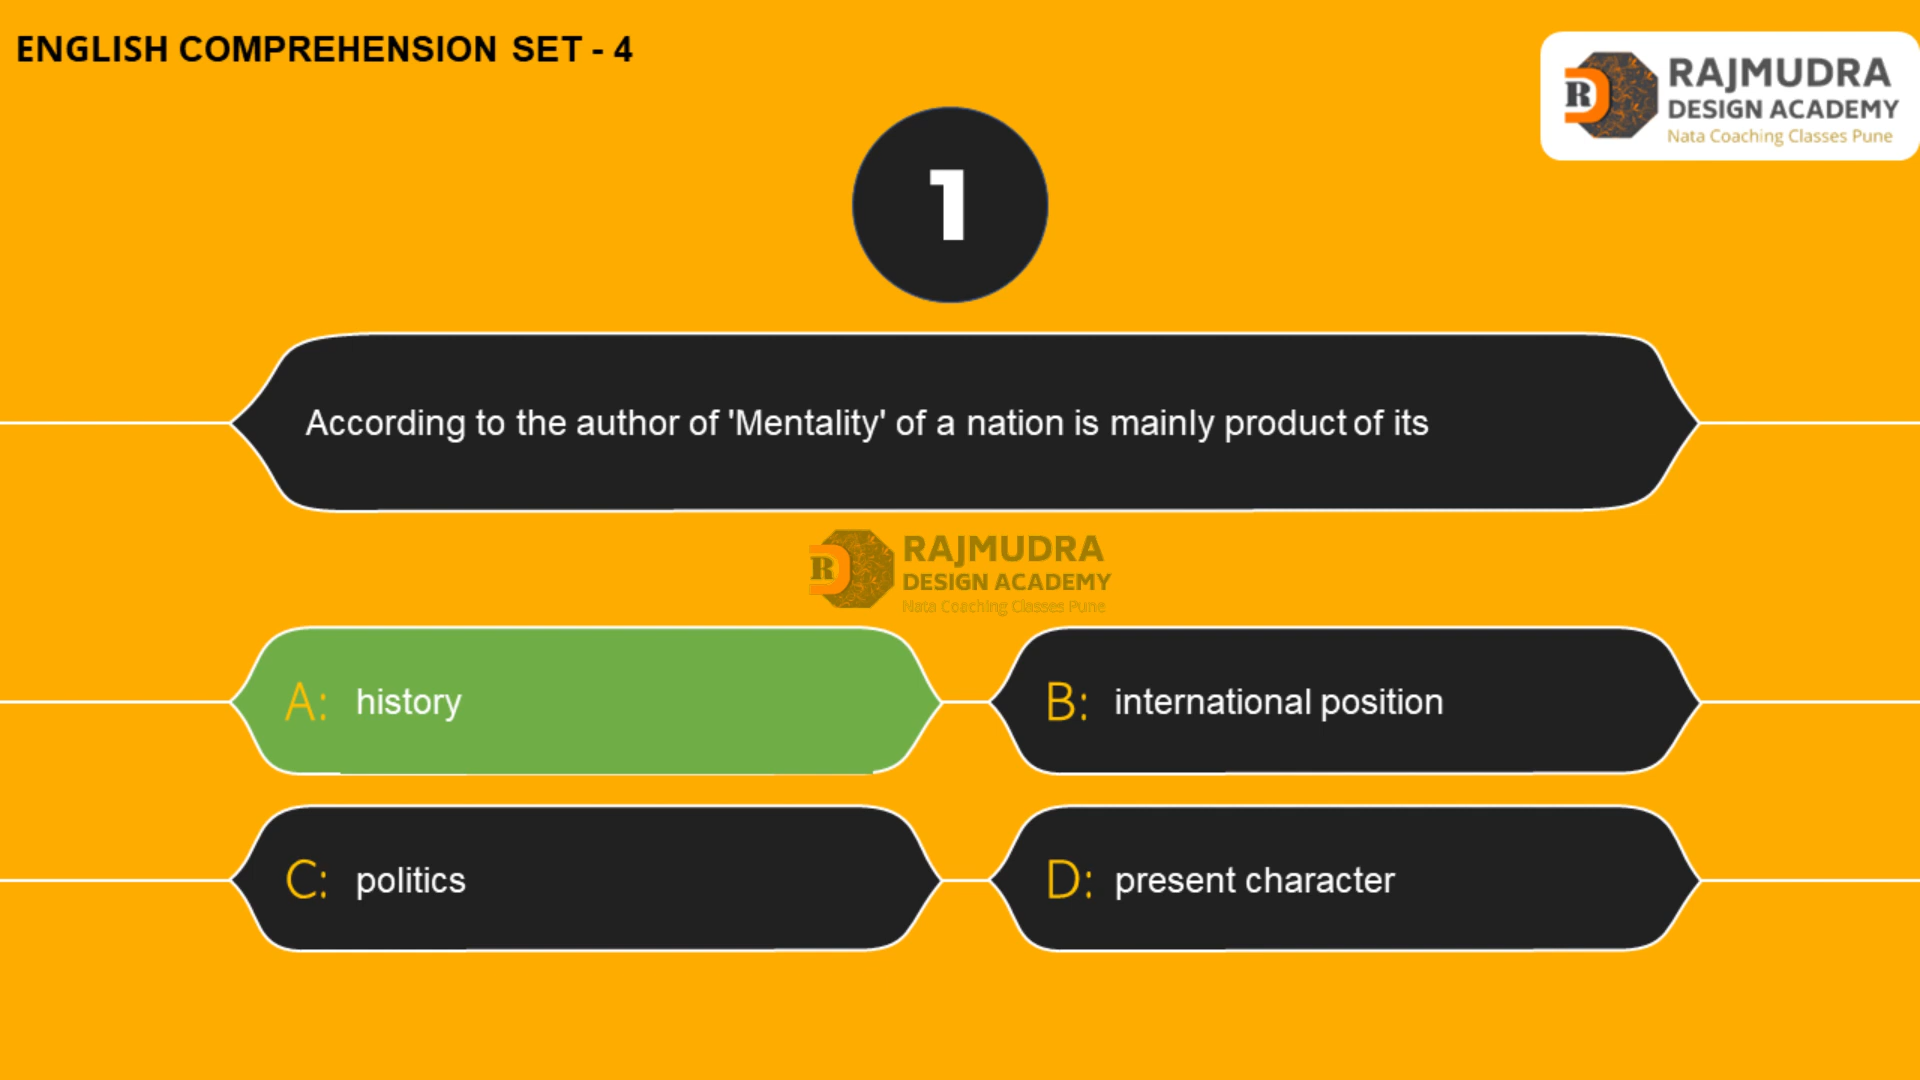 ENGLISH COMPREHENSION SET - 4
RAJMUDRA
DESIGN ACADEMY
Nata Coaching Classes Pune
1
According to the author of 'Mentality' of a nation is mainly product of its
RAJMUDRA
DESIGN ACADEMY
Nata Coaching Classes Pune
A: history
B: international position
C: politics
D: present character